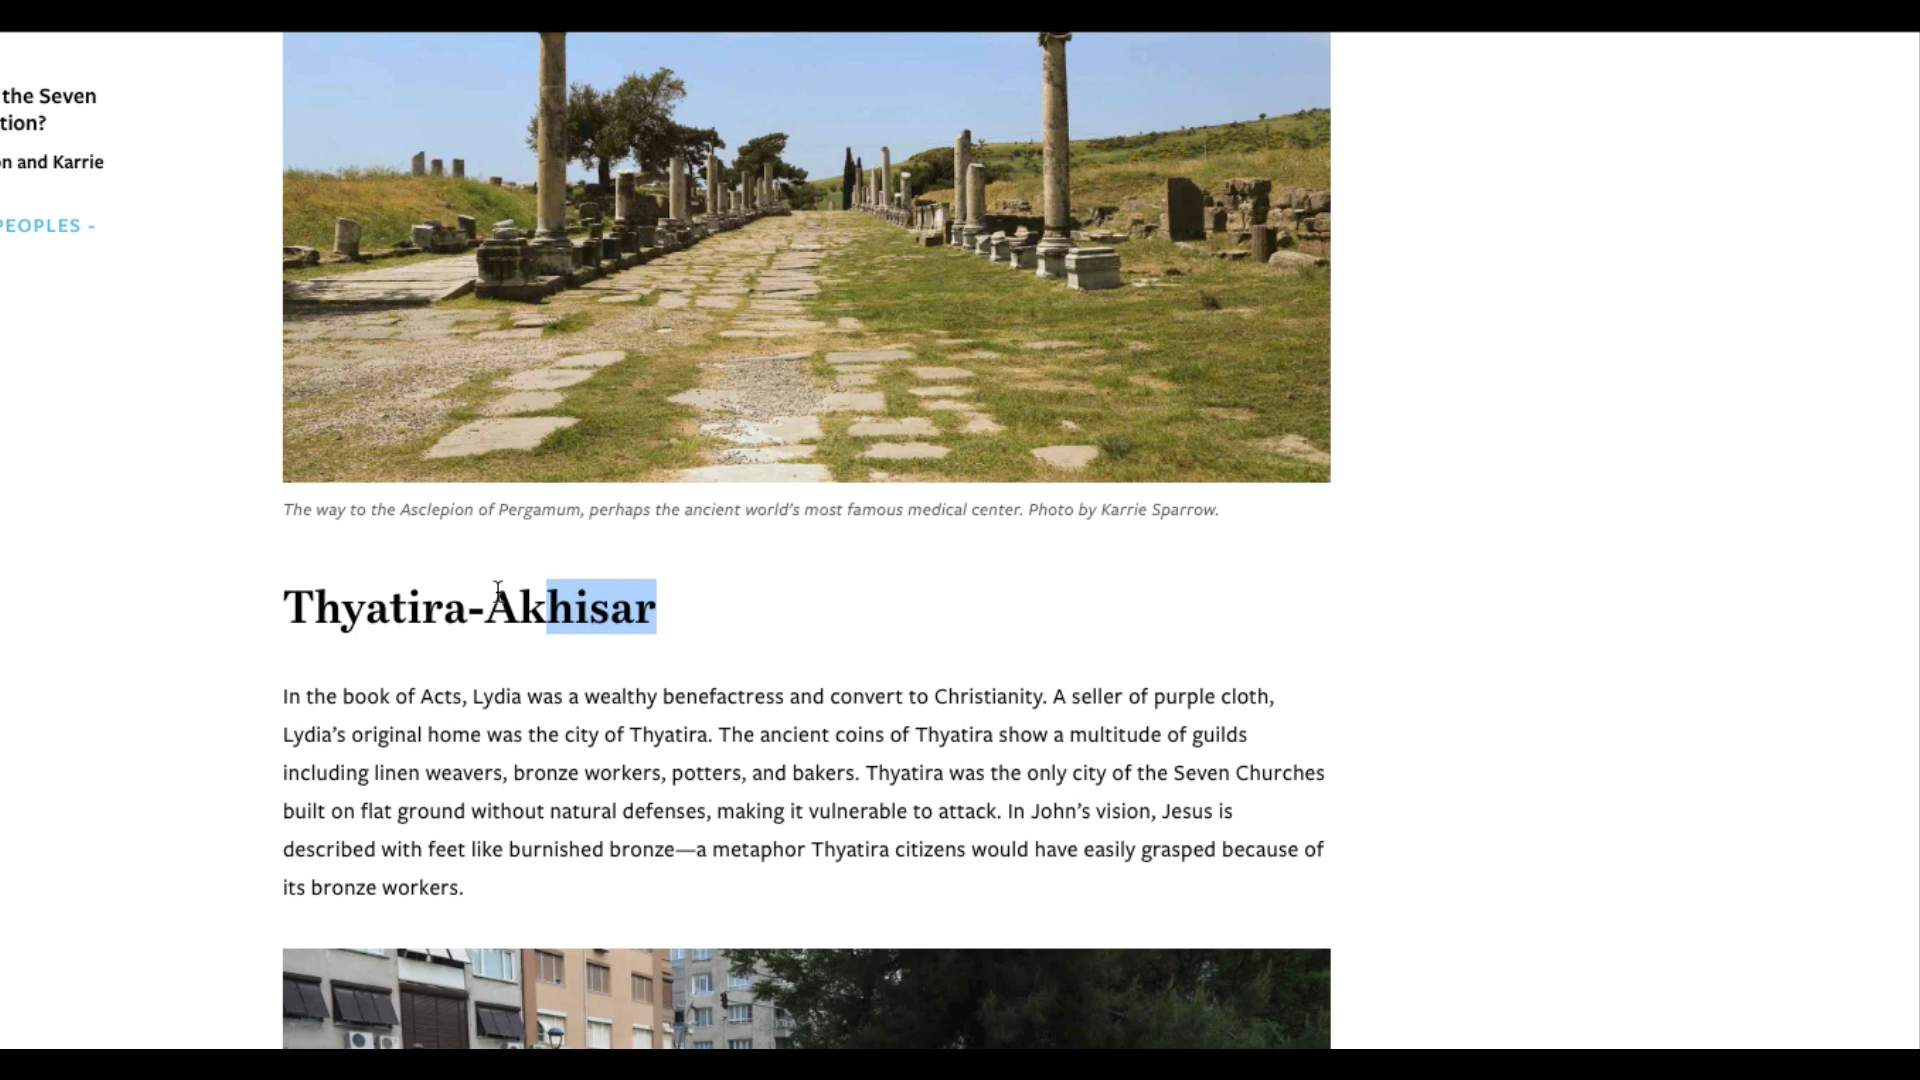 the Seven
tion?
n and Karrie
PEOPLES -
The way to the Asclepion of Pergamum, perhaps the ancient world’s most famous medical center. Photo by Karrie Sparrow.
Thyatira-Akhisar
In the book of Acts, Lydia was a wealthy benefactress and convert to Christianity. A seller of purple cloth,
Lydia’s original home was the city of Thyatira. The ancient coins of Thyatira show a multitude of guilds
including linen weavers, bronze workers, potters, and bakers. Thyatira was the only city of the Seven Churches
built on flat ground without natural defenses, making it vulnerable to attack. In John’s vision, Jesus is
described with feet like burnished bronze—a metaphor Thyatira citizens would have easily grasped because of
its bronze workers.